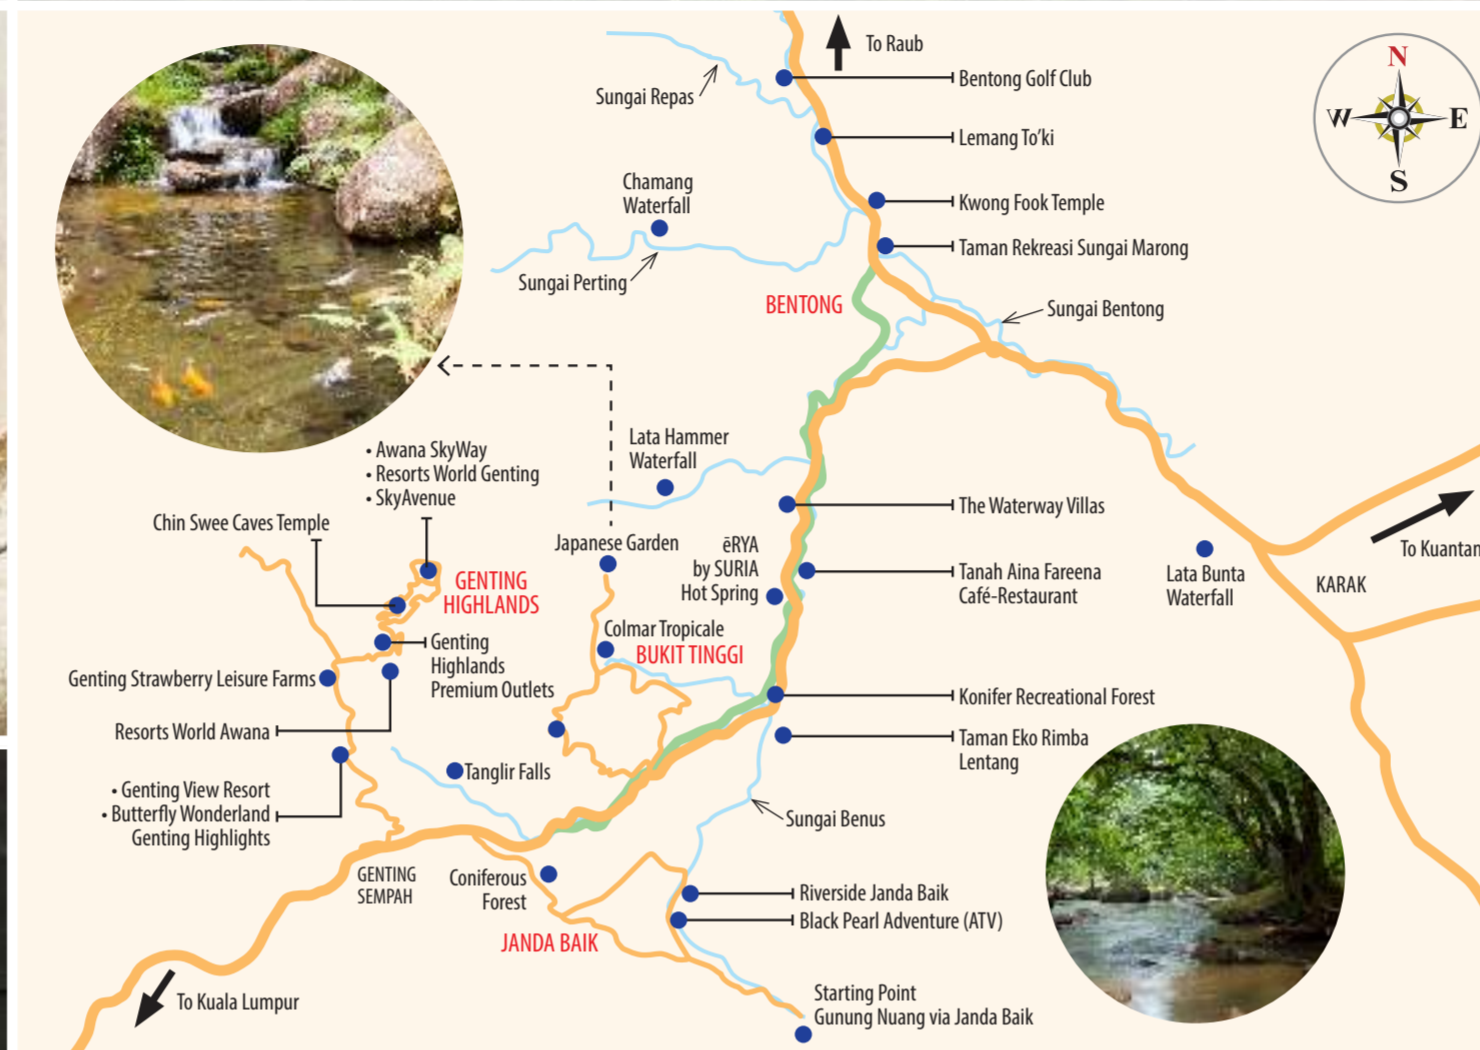 To Raub
N
W
E
S
Bentong Golf Club
Sungai Repas
Lemang To'ki
Chamang
Waterfall
Kwong Fook Temple
Taman Rekreasi Sungai Marong
Sungai Perting
BENTONG
Sungai Bentong
• Awana SkyWay
• Resorts World Genting
• SkyAvenue
Lata Hammer
Waterfall
Chin Swee Caves Temple
The Waterway Villas
Japanese Garden
ēRYA
by SURIA
Hot Spring
To Kuantan
GENTING
HIGHLANDS
Tanah Aina Fareena
Café-Restaurant
Lata Bunta
Waterfall
KARAK
Colmar Tropicale
BUKIT TINGGI
Genting
Highlands
Premium Outlets
Genting Strawberry Leisure Farms
Konifer Recreational Forest
Resorts World Awana
Taman Eko Rimba
Lentang
Tanglir Falls
• Genting View Resort
• Butterfly Wonderland
Genting Highlights
Sungai Benus
GENTING
SEMPAH
Coniferous
Forest
Riverside Janda Baik
Black Pearl Adventure (ATV)
JANDA BAIK
To Kuala Lumpur
Starting Point
Gunung Nuang via Janda Baik